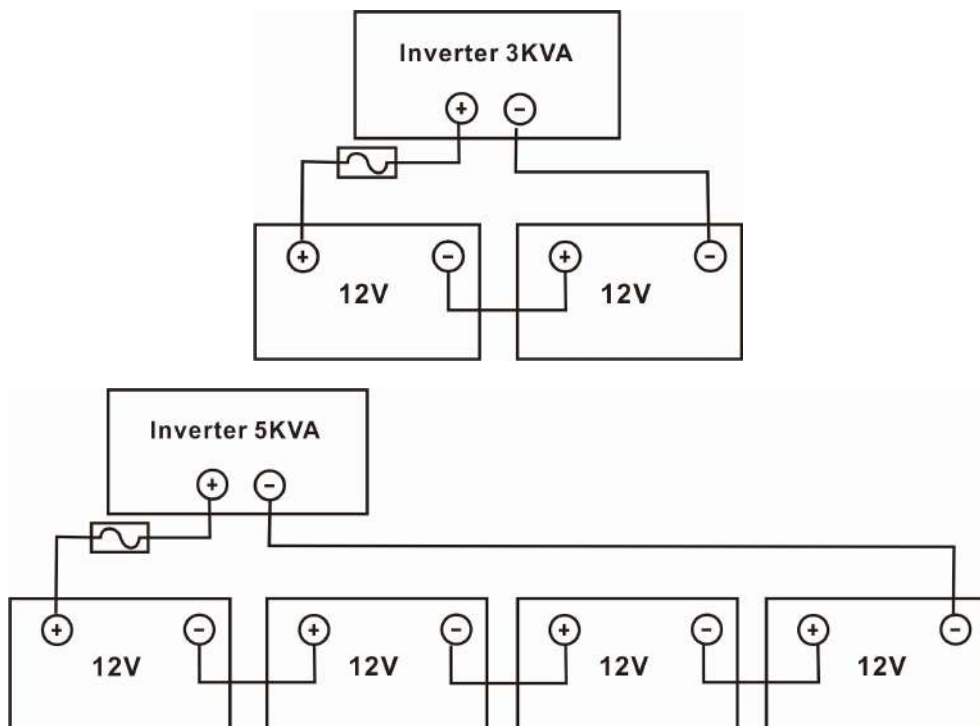 Inverter 3KVA
+ -
+ - + -
12V 12V
Inverter 5KVA
+ -
+ - + - + - + -
12V 12V 12V 12V